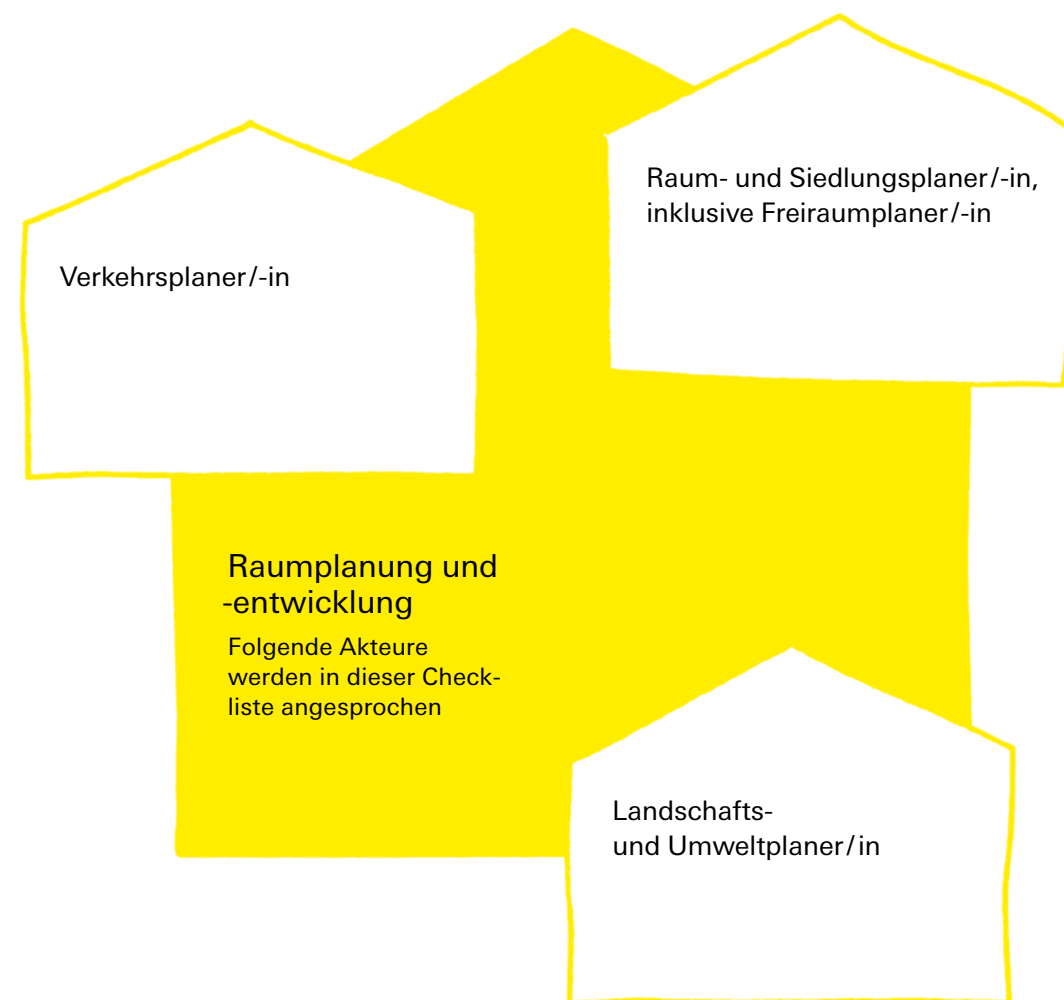 Raum- und Siedlungsplaner/-in,
inklusive Freiraumplaner/-in
Verkehrsplaner/-in
Raumplanung und
-entwicklung
Folgende Akteure
werden in dieser Check-
liste angesprochen
Landschafts-
und Umweltplaner/in